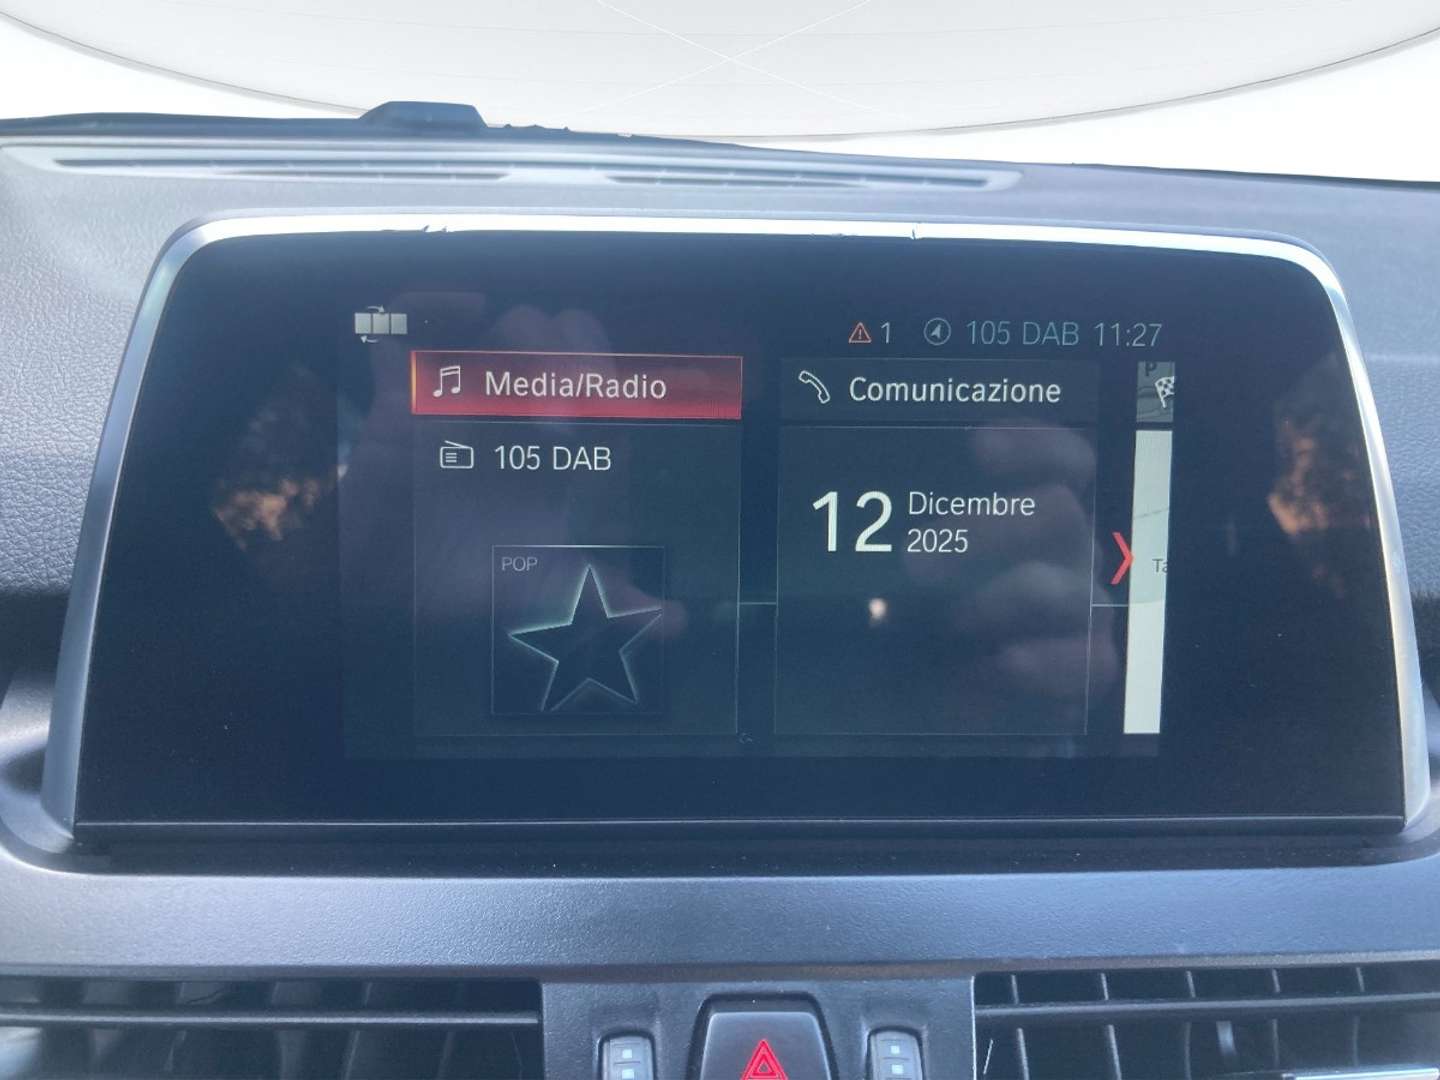 1 105 DAB 11:27
Media/Radio
Comunicazione
P
105 DAB
12 Dicembre
2025
POP